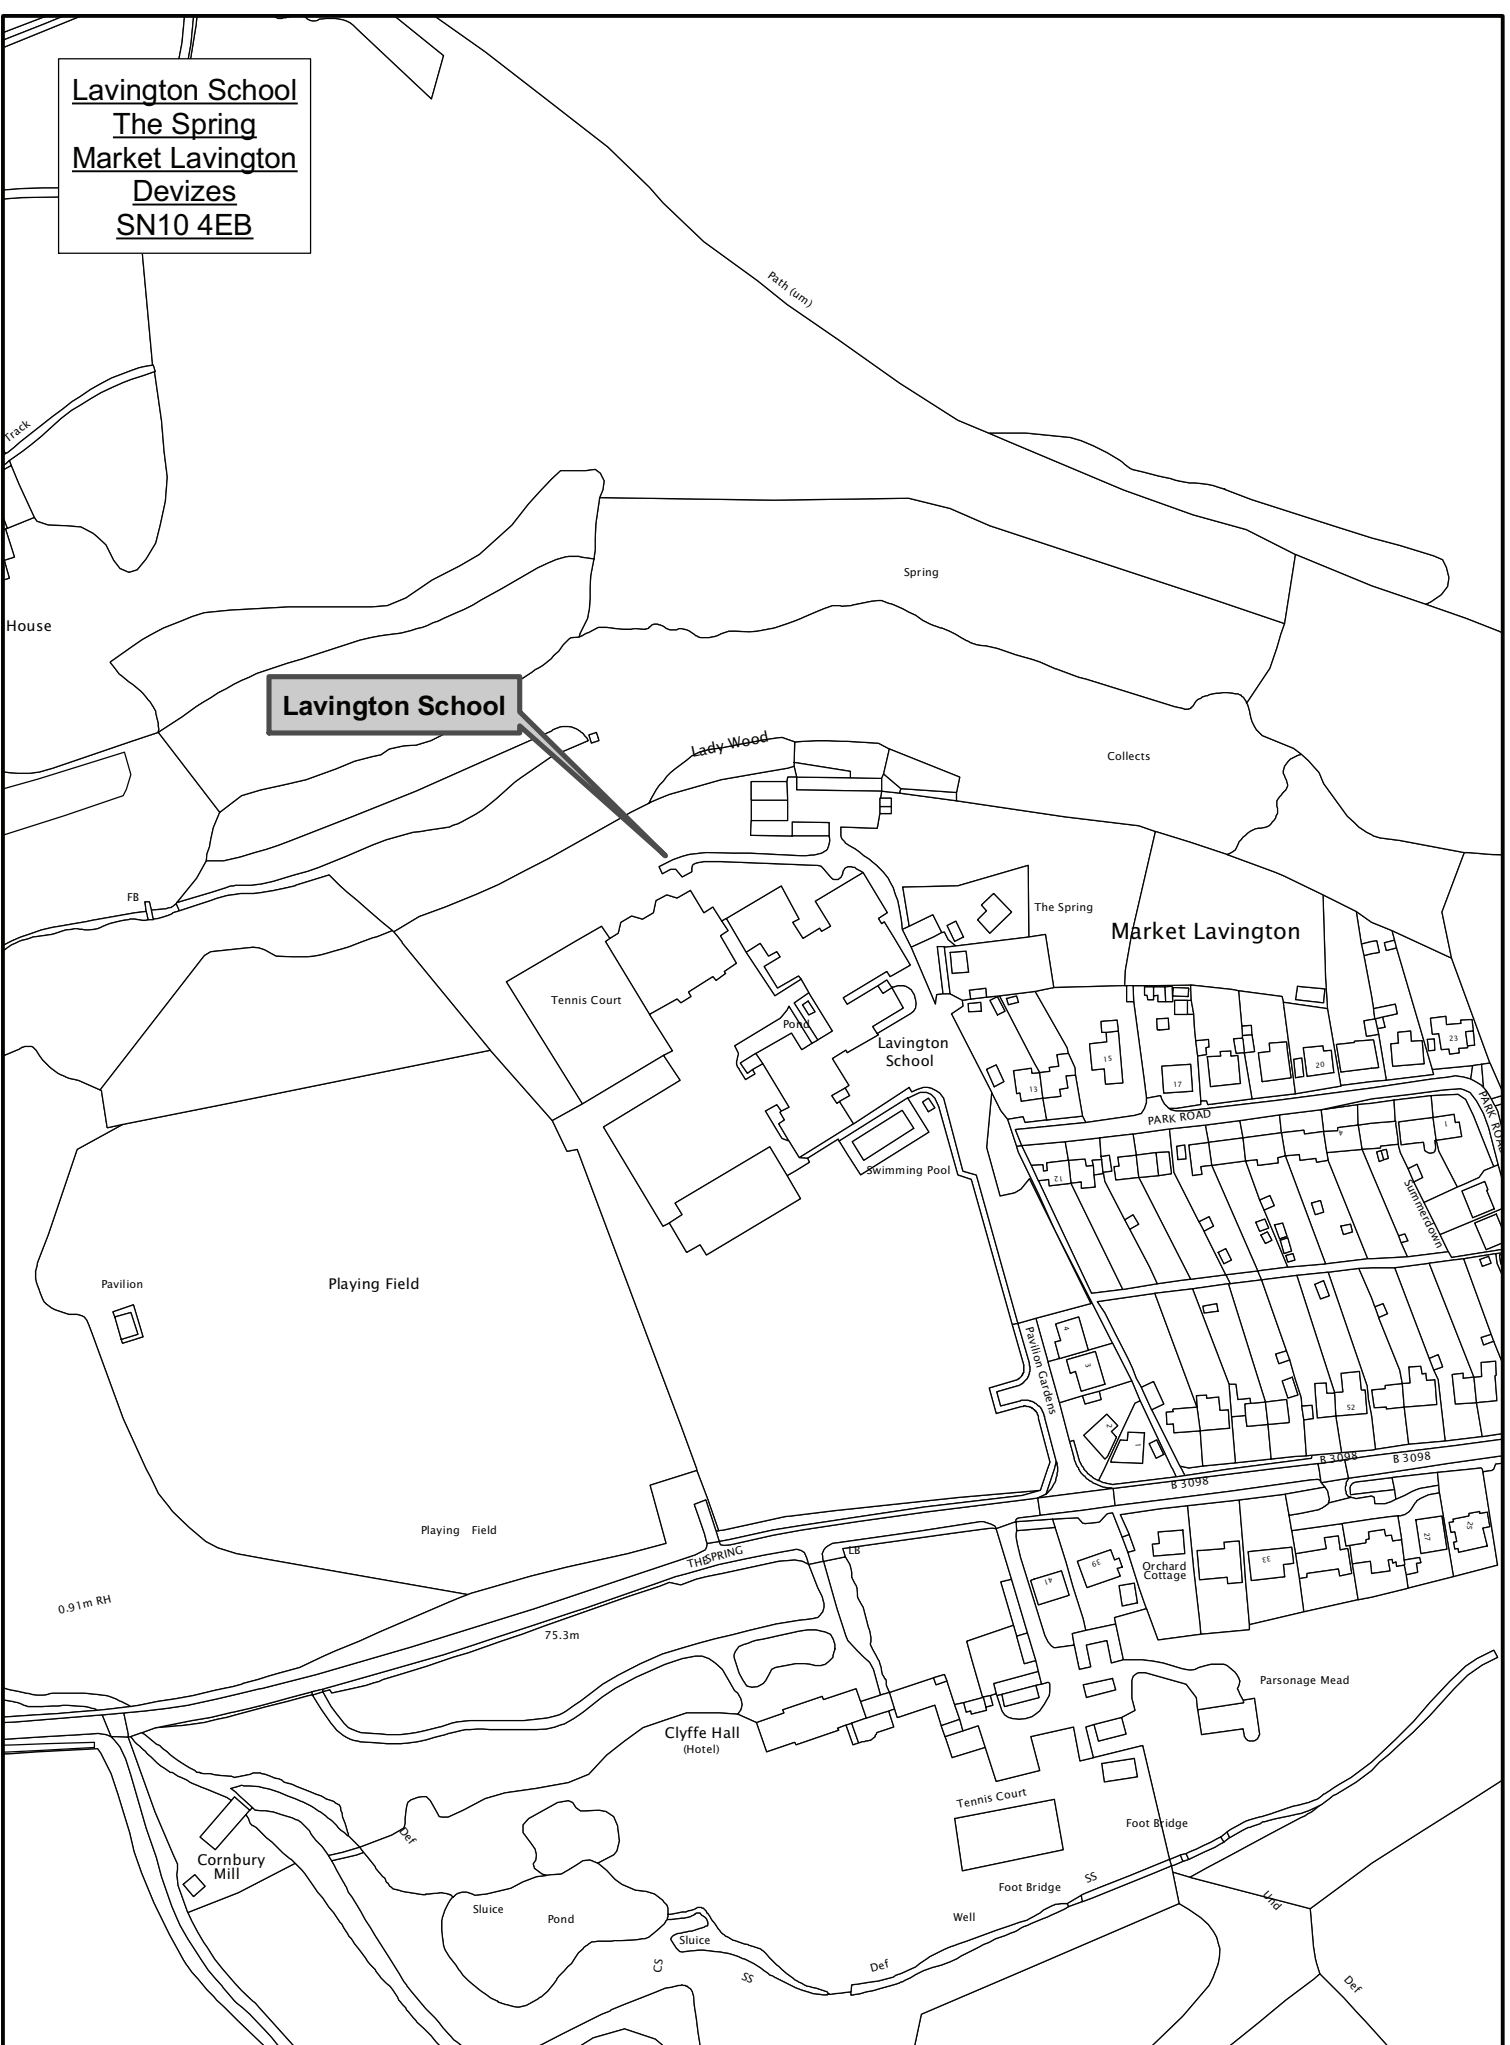 Lavington School
The Spring
Market Lavington
Devizes
SN10 4EB
Path (um)
Track
Spring
House
Lavington School
Lady Wood
Collects
FB
The Spring
Market Lavington
Tennis Court
Pond
Lavington
School
23
20
15
17
13
PARK ROAD
PARK ROAD
1
4
12
Swimming Pool
Summerdown
Pavilion
Playing Field
4
3
Pavilion Gardens
2
1
52
B 3098
B 3098
B 3098
Playing Field
THE SPRING
LB
Orchard
Cottage
39
41
33
27
25
0.91m RH
75.3m
Parsonage Mead
Clyffe Hall
(Hotel)
Tennis Court
Foot Bridge
Def
Cornbury
Mill
Foot Bridge
SS
Und
Sluice
Pond
Well
Sluice
CS
SS
Def
Def